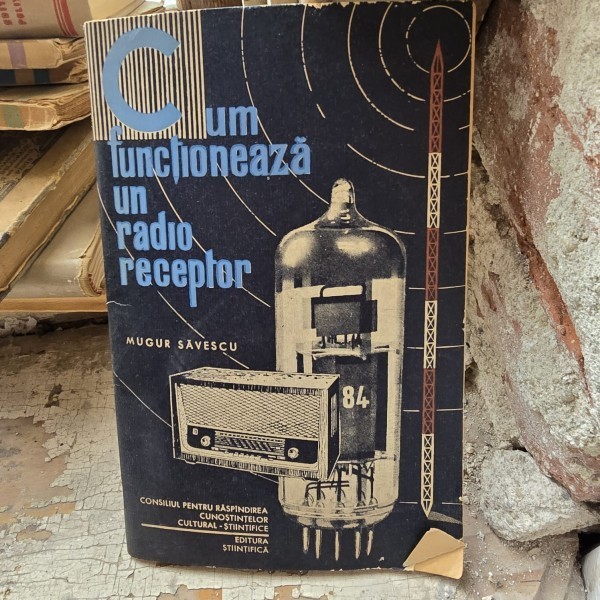 Cum
funcționează
un
radio
receptor
MUGUR SĂVESCU
84
CONSILIUL PENTRU RĂSPÎNDIREA
CUNOȘTINȚELOR
CULTURAL-ȘTIINȚIFICE
EDITURA
ȘTIINȚIFICĂ